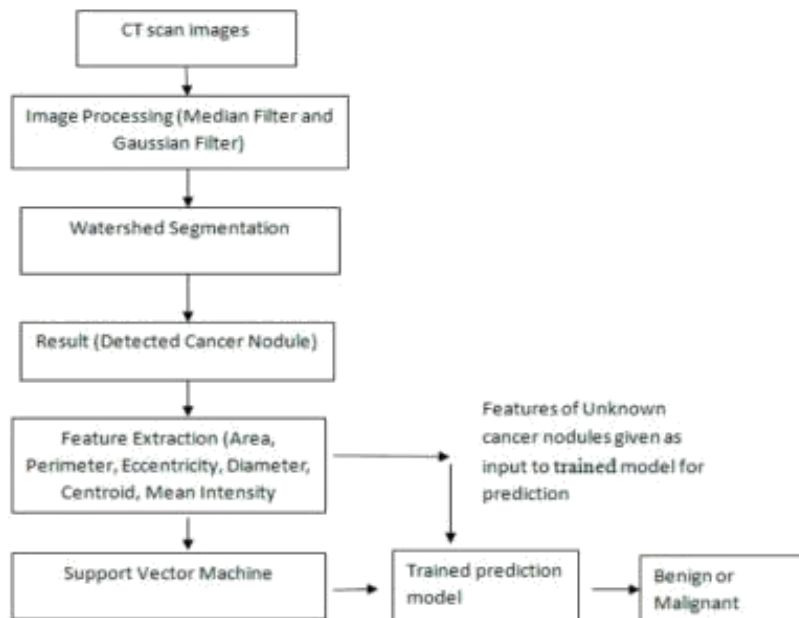 CT scan images
Image Processing (Median Filter and
Gaussian Filter)
Watershed Segmentation
Result (Detected Cancer Nodule)
Feature Extraction (Area,
Perimeter, Eccentricity, Diameter,
Centroid, Mean Intensity
Features of Unknown
cancer nodules given as
input to trained model for
prediction
Support Vector Machine
Trained prediction
model
Benign or
Malignant